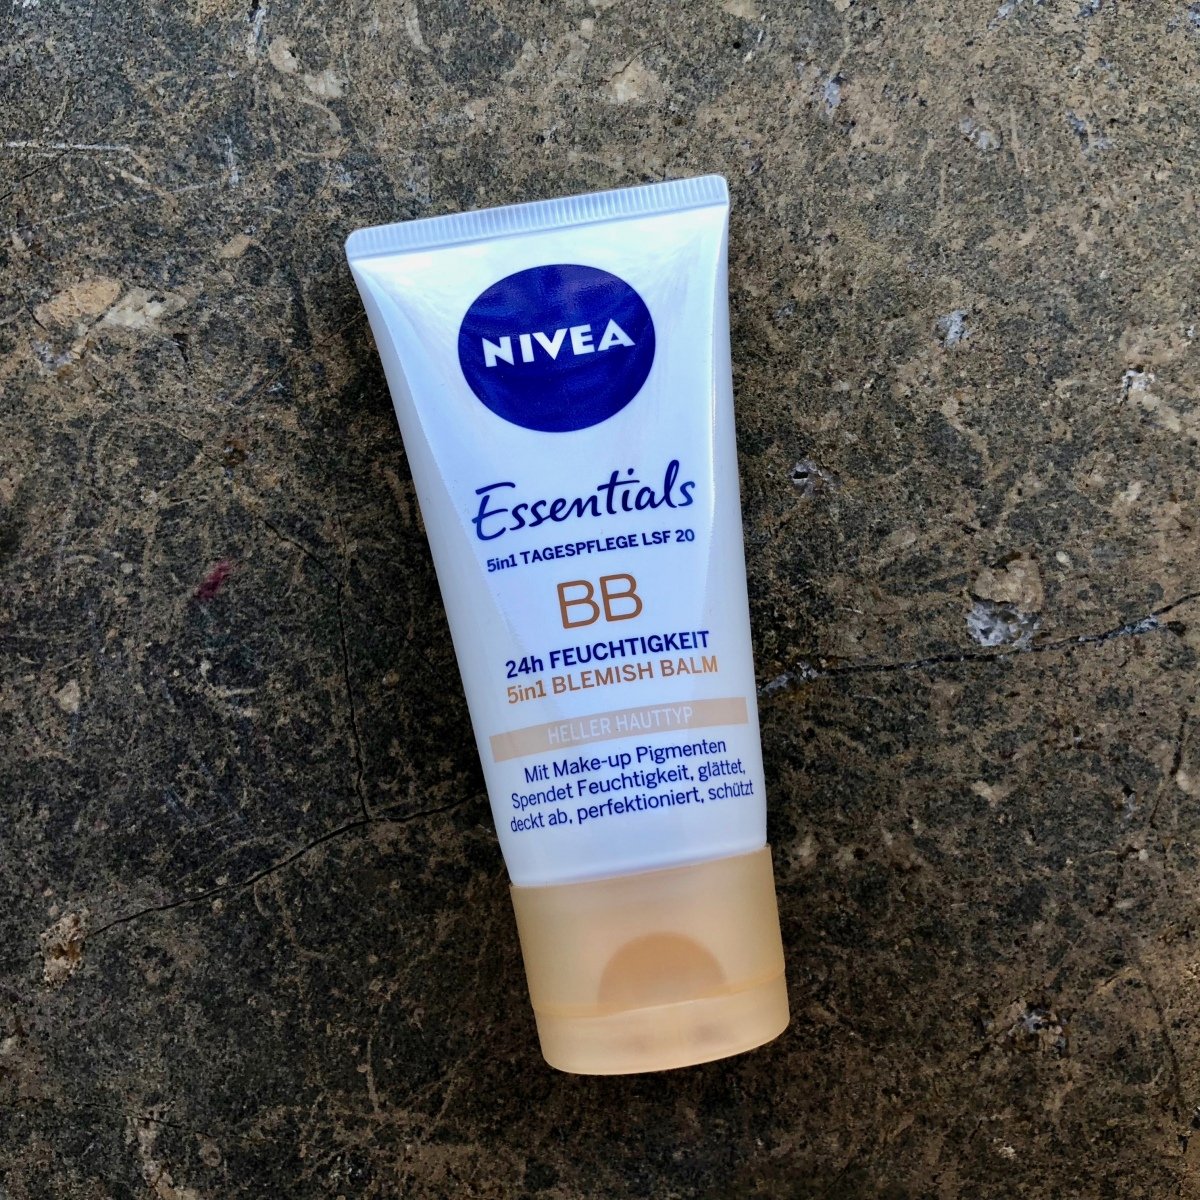 NIVEA
Essentials
5in1 TAGESPFLEGE LSF 20
BB
24h FEUCHTIGKEIT
5in1 BLEMISH BALM
HELLER HAUTTYP
Mit Make-up Pigmenten
Spendet Feuchtigkeit, glättet,
deckt ab, perfektioniert, schützt